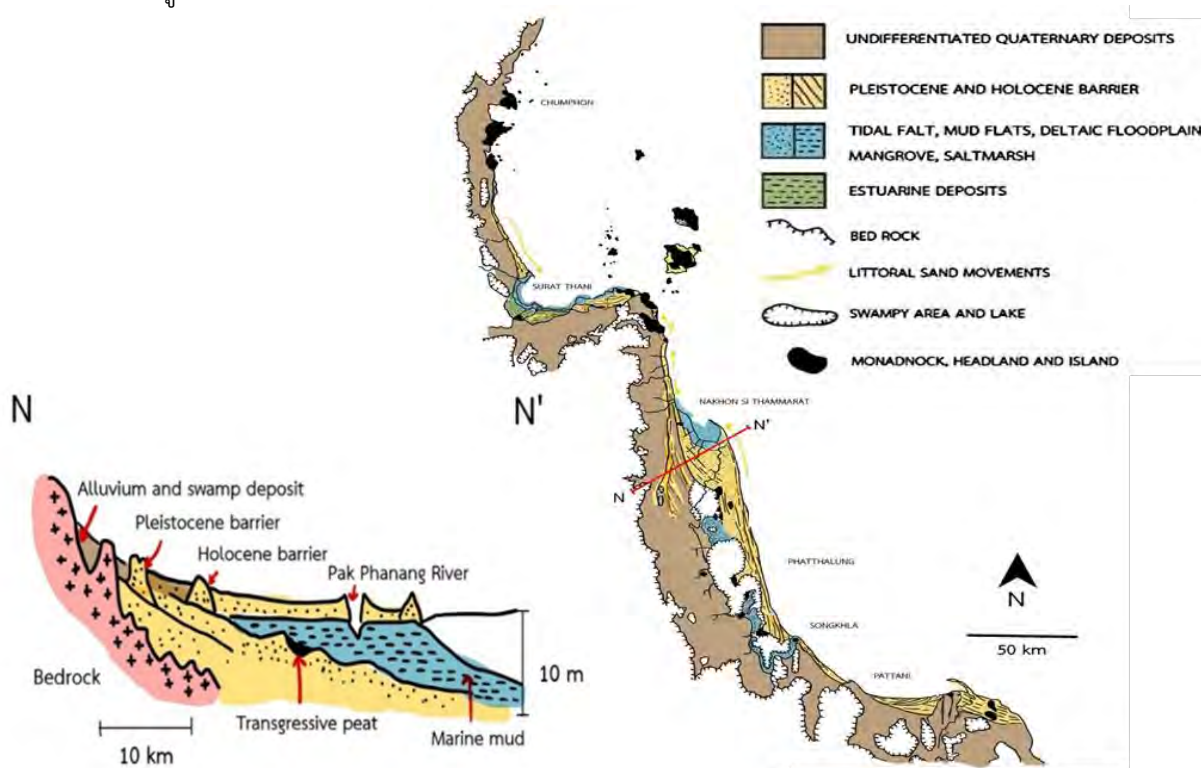 UNDIFFERENTIATED QUATERNARY DEPOSITS
PLEISTOCENE AND HOLOCENE BARRIER
TIDAL FALT, MUD FLATS, DELTAIC FLOODPLAIN
MANGROVE, SALTMARSH
ESTUARINE DEPOSITS
BED ROCK
LITTORAL SAND MOVEMENTS
SWAMPY AREA AND LAKE
MONADNOCK, HEADLAND AND ISLAND
CHUMPHON
SURAT THANI
NAKHON SI THAMMARAT
N'
N
PHATTHALUNG
SONGKHLA
PATTANI
N
50 km
N
N'
Alluvium and swamp deposit
Pleistocene barrier
Holocene barrier
Pak Phanang River
Bedrock
10 m
Transgressive peat
Marine mud
10 km